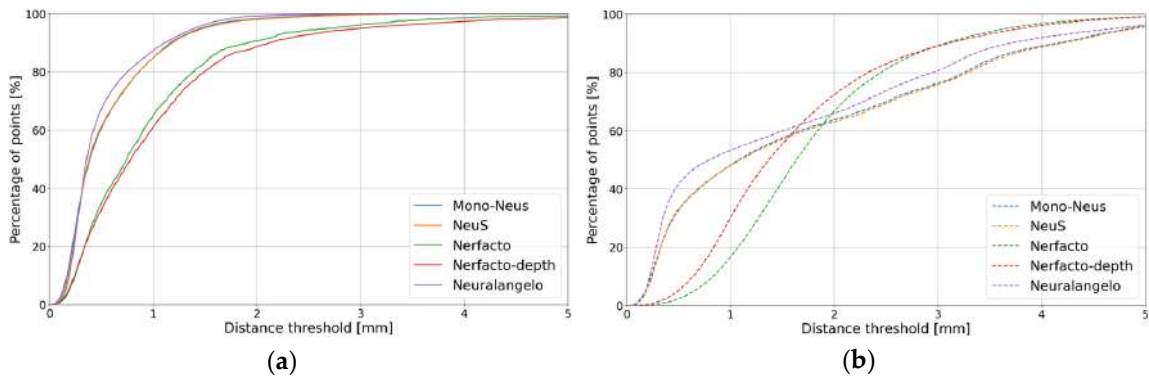 Percentage of points [%]
100
80
60
40
20
0
0 1 2 3 4 5
Distance threshold [mm]
Mono-Neus
NeuS
Nerfacto
Nerfacto-depth
Neuralangelo
(a)
Percentage of points [%]
100
80
60
40
20
0
0 1 2 3 4 5
Distance threshold [mm]
Mono-Neus
NeuS
Nerfacto
Nerfacto-depth
Neuralangelo
(b)